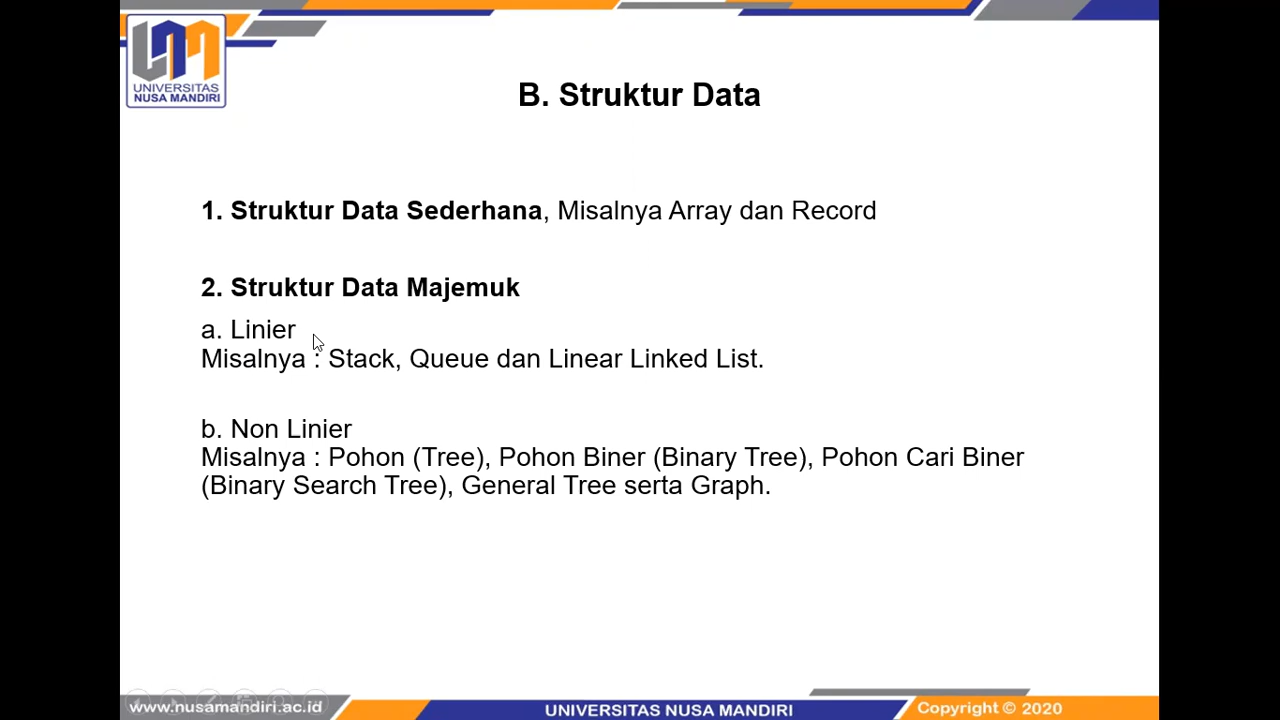 UNIVERSITAS
NUSA MANDIRI
B. Struktur Data
1. Struktur Data Sederhana, Misalnya Array dan Record
2. Struktur Data Majemuk
a. Linier
Misalnya : Stack, Queue dan Linear Linked List.
b. Non Linier
Misalnya : Pohon (Tree), Pohon Biner (Binary Tree), Pohon Cari Biner
(Binary Search Tree), General Tree serta Graph.
www.nusamandiri.ac.id
UNIVERSITAS NUSA MANDIRI
Copyright © 2020